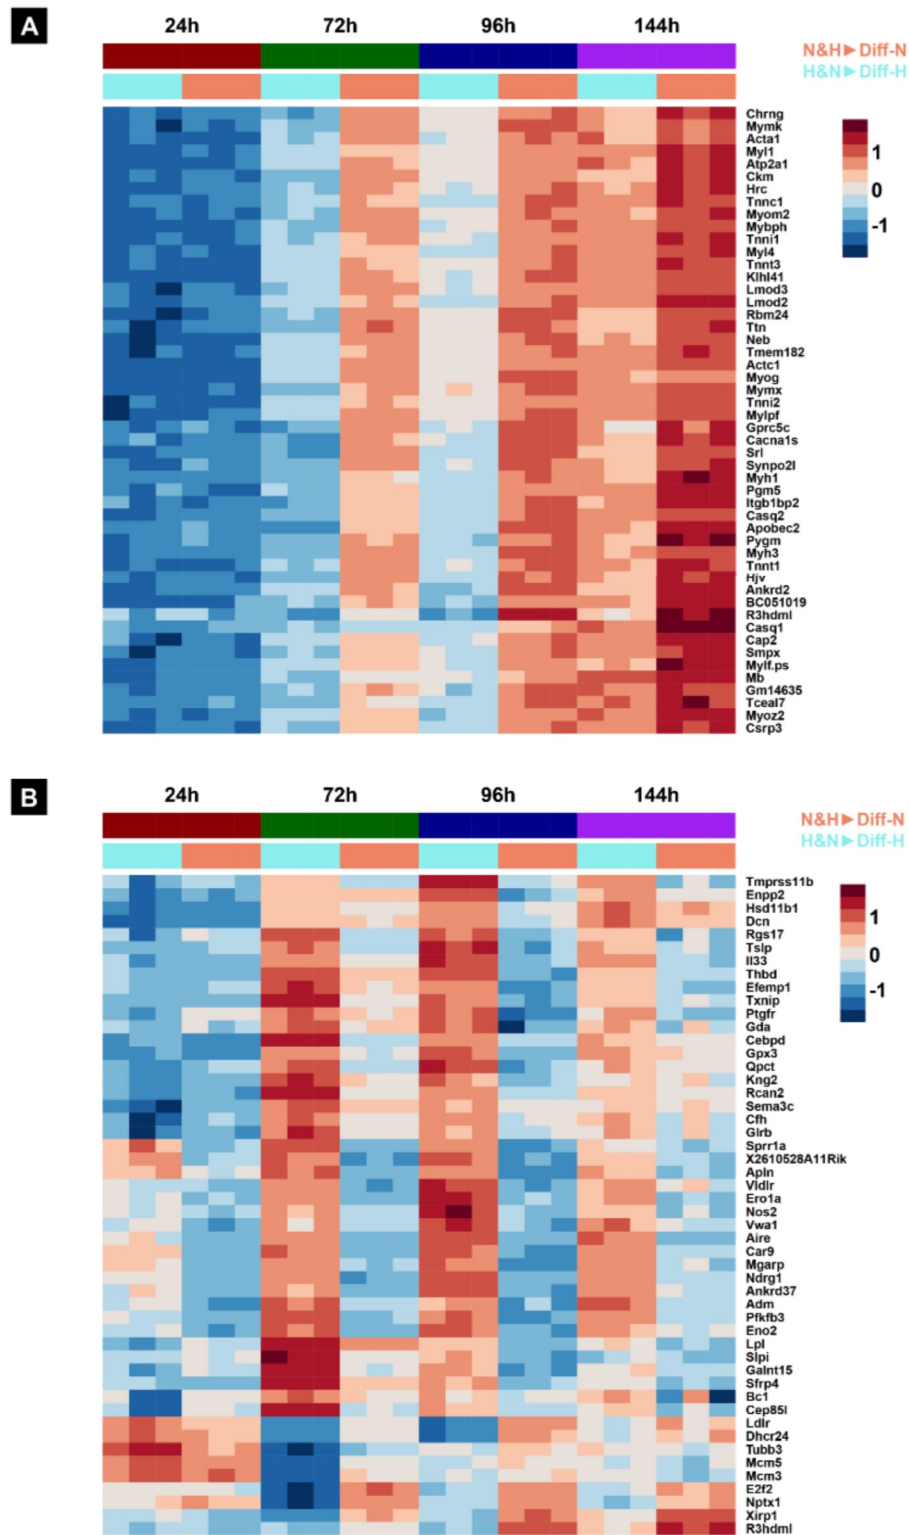 A
24h 72h 96h 144h
N&H►Diff-N
H&N►Diff-H
Chrng
Mymk
Acta1
Myl1
Atp2a1
Ckm
Hrc
Tnnc1
Myom2
Mybph
Tnni1
Myl4
Tnnt3
Klhl41
Lmod3
Lmod2
Rbm24
Ttn
Neb
Tmem182
Actc1
Myog
Mymx
Tnni2
Mylpf
Gprc5c
Cacna1s
Srl
Synpo2l
Myh1
Pgm5
Itgb1bp2
Casq2
Apobec2
Pygm
Myh3
Tnnt1
Hjv
Ankrd2
BC051019
R3hdml
Casq1
Cap2
Smpx
Mylf.ps
Mb
Gm14635
Tceal7
Myoz2
Csrp3
1
0
-1
B
24h 72h 96h 144h
N&H►Diff-N
H&N►Diff-H
Tmprss11b
Enpp2
Hsd11b1
Dcn
Rgs17
Tslp
Il33
Thbd
Efemp1
Txnip
Ptgfr
Gda
Cebpd
Gpx3
Qpct
Kng2
Rcan2
Sema3c
Cfh
Glrb
Sprr1a
X2610528A11Rik
Apln
Vldlr
Ero1a
Nos2
Vwa1
Aire
Car9
Mgarp
Ndrg1
Ankrd37
Adm
Pfkfb3
Eno2
Lpl
Slpi
Galnt15
Sfrp4
Bc1
Cep85l
Ldlr
Dhcr24
Tubb3
Mcm5
Mcm3
E2f2
Nptx1
Xirp1
R3hdml
1
0
-1